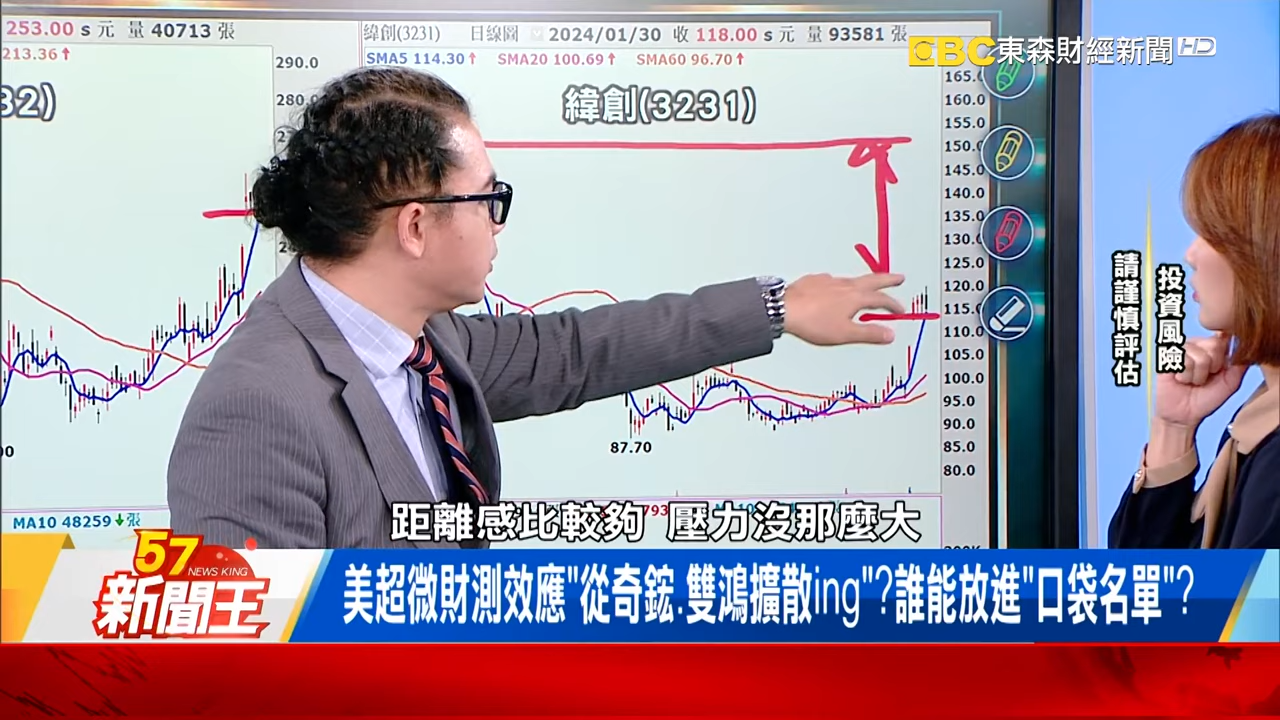 253.00 s 元 量 40713 張
213.36↑
32)
290.0
280.0
00
MA10 48259↓張
緯創(3231) 日線圖 2024/01/30 收 118.00 s 元 量 93581 張
SMA5 114.30↑ SMA20 100.69↑ SMA60 96.70↑
緯創(3231)
165.0
160.0
155.0
150.0
145.0
140.0
135.0
130.0
125.0
120.0
115.0
110.0
105.0
100.0
95.0
90.0
85.0
80.0
87.70
EBC 東森財經新聞 HD
投資風險
請謹慎評估
距離感比較夠 壓力沒那麼大
57
NEWS KING
新聞王
美超微財測效應"從奇鋐.雙鴻擴散ing"?誰能放進"口袋名單"?